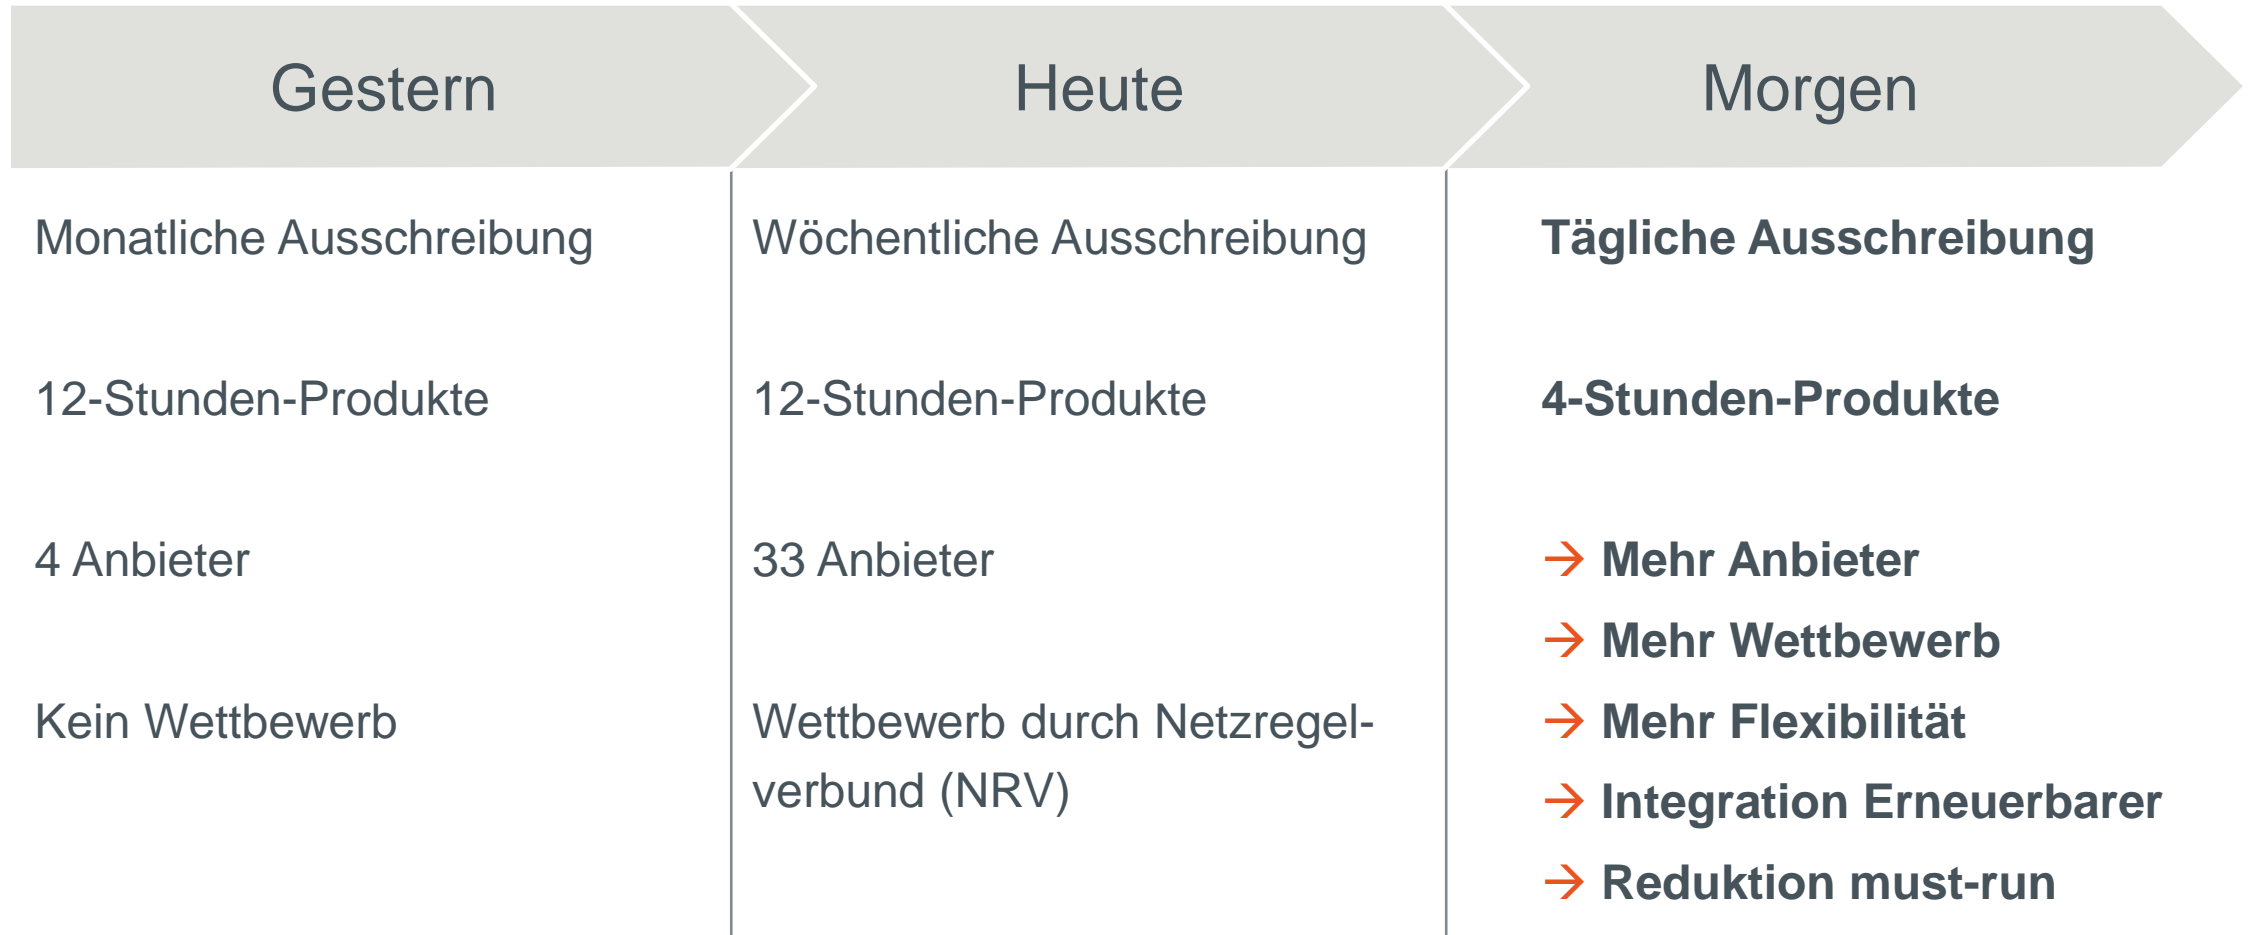 Gestern
Heute
Morgen
Monatliche Ausschreibung
12-Stunden-Produkte
4 Anbieter
Kein Wettbewerb
Wöchentliche Ausschreibung
12-Stunden-Produkte
33 Anbieter
Wettbewerb durch Netzregel-
verbund (NRV)
Tägliche Ausschreibung
4-Stunden-Produkte
→ Mehr Anbieter
→ Mehr Wettbewerb
→ Mehr Flexibilität
→ Integration Erneuerbarer
→ Reduktion must-run